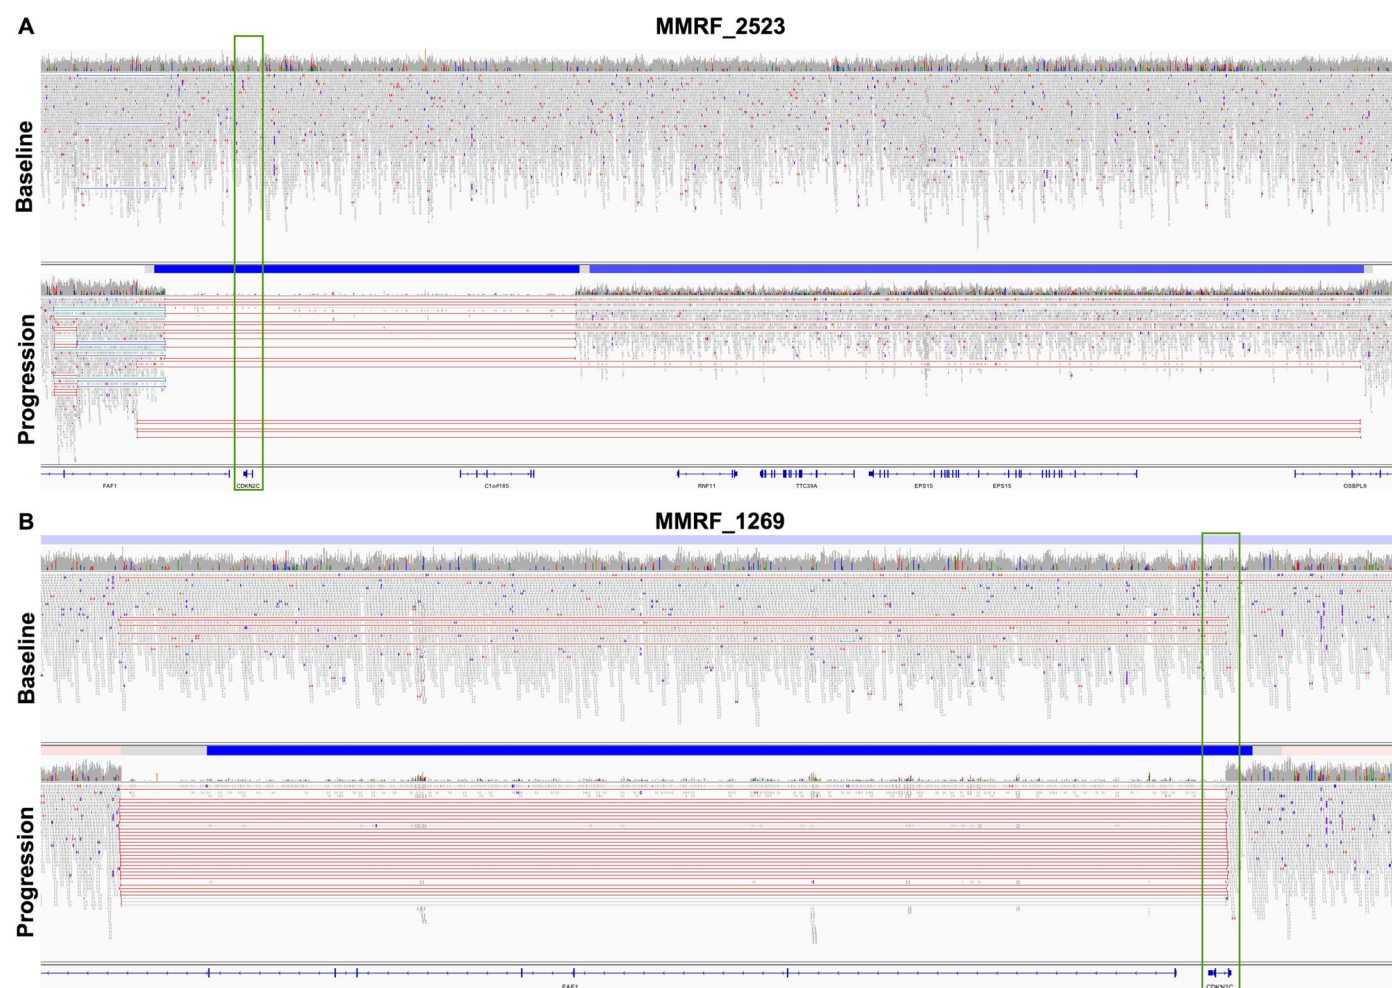 A
MMRF_2523
Baseline
Progression
FAF1
CDKN2C
C1orf185
RNF11
TTC39A
EPS15
EPS15
OSBPL9
B
MMRF_1269
Baseline
Progression
FAF1
CDKN2C